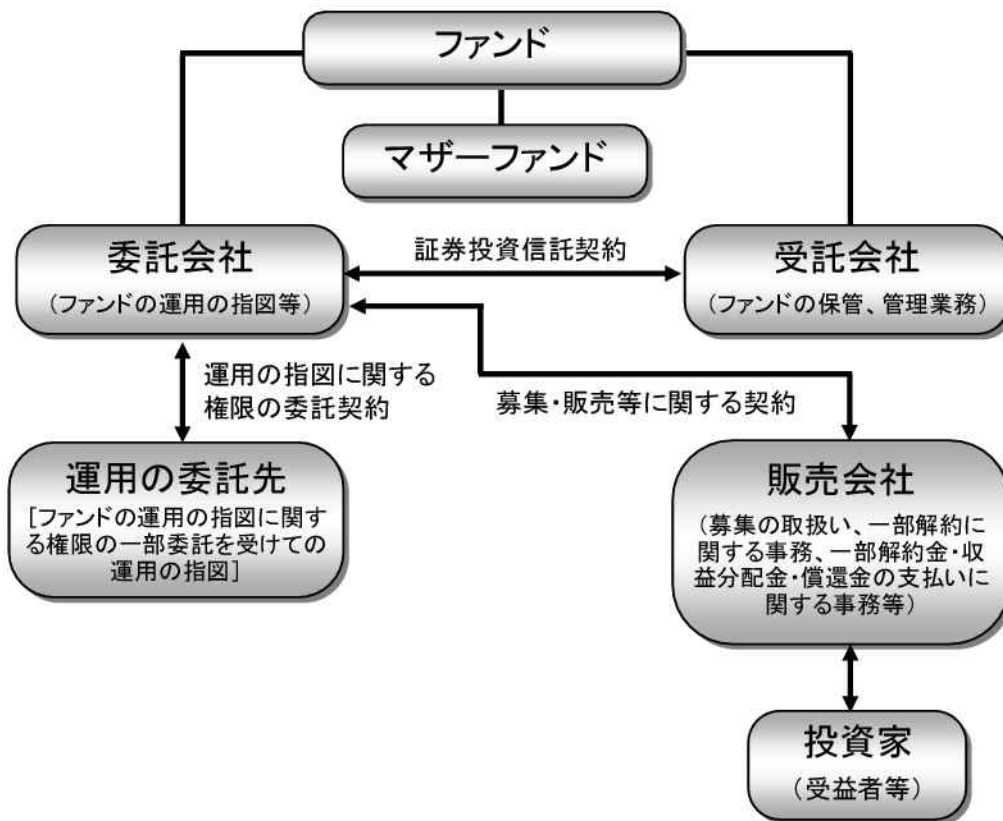 ファンド
マザーファンド
委託会社
（ファンドの運用の指図等）
証券投資信託契約
受託会社
（ファンドの保管、管理業務）
運用の指図に関する
権限の委託契約
募集・販売等に関する契約
運用の委託先
［ファンドの運用の指図に関す
る権限の一部委託を受けての
運用の指図］
販売会社
（募集の取扱い、一部解約に
関する事務、一部解約金・収
益分配金・償還金の支払いに
関する事務等）
投資家
（受益者等）